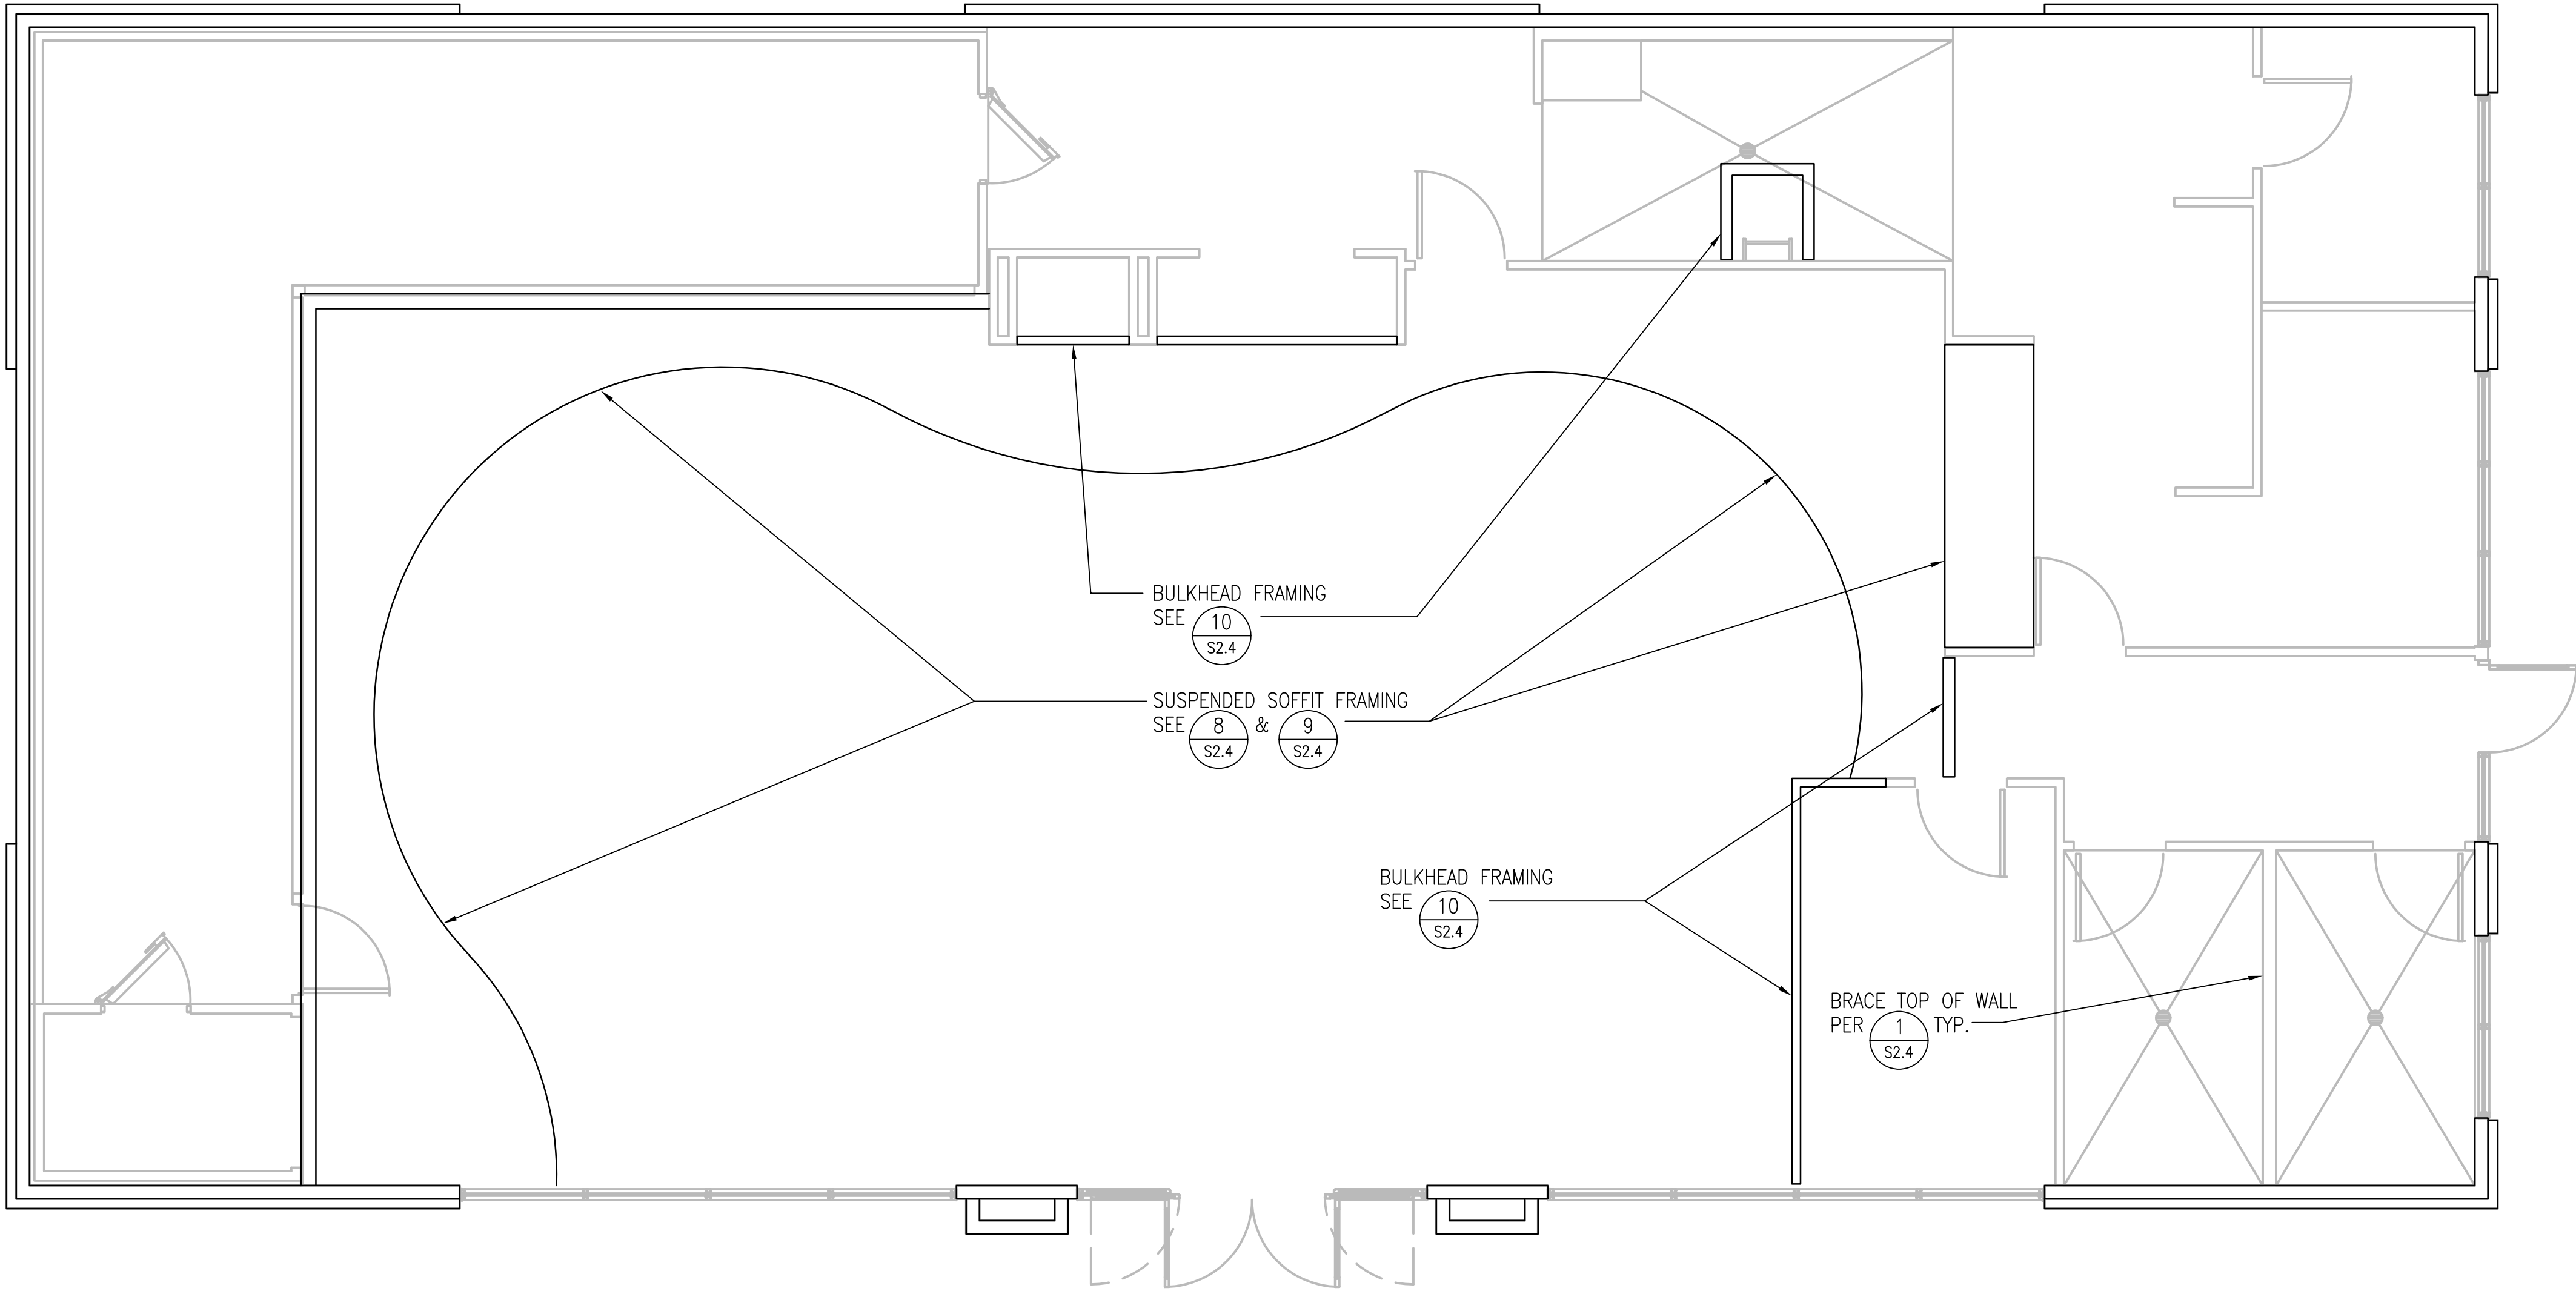 BULKHEAD FRAMING
SEE 10
S2.4
SUSPENDED SOFFIT FRAMING
SEE 8 & 9
S2.4 S2.4
BULKHEAD FRAMING
SEE 10
S2.4
BRACE TOP OF WALL
PER 1 TYP.
S2.4